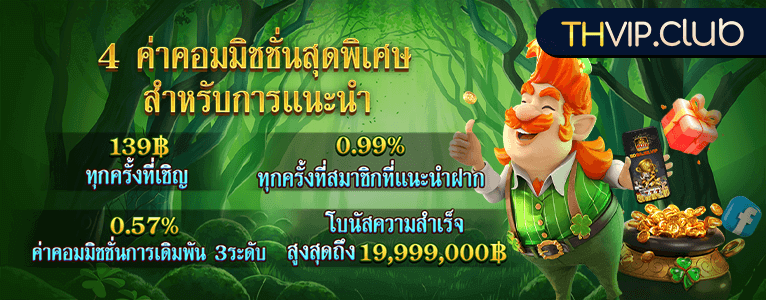 THVIP.club
4 ค่าคอมมิชชั่นสุดพิเศษ
สำหรับการแนะนำ
139฿
ทุกครั้งที่เชิญ
0.99%
ทุกครั้งที่สมาชิกที่แนะนำฝาก
0.57%
ค่าคอมมิชชั่นการเดิมพัน 3ระดับ
โบนัสความสำเร็จ
สูงสุดถึง 19,999,000฿